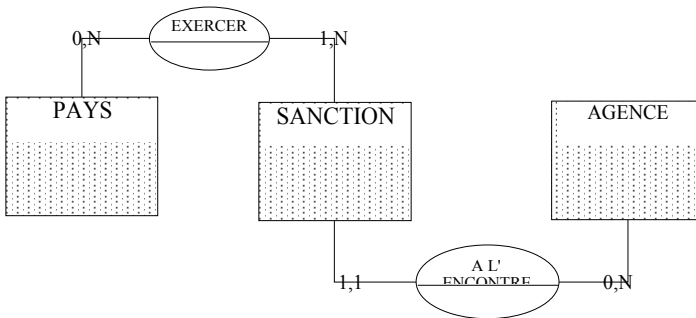 EXERCER
0,N
1,N
PAYS
SANCTION
AGENCE
A L'
ENCONTRE
1,1
0,N